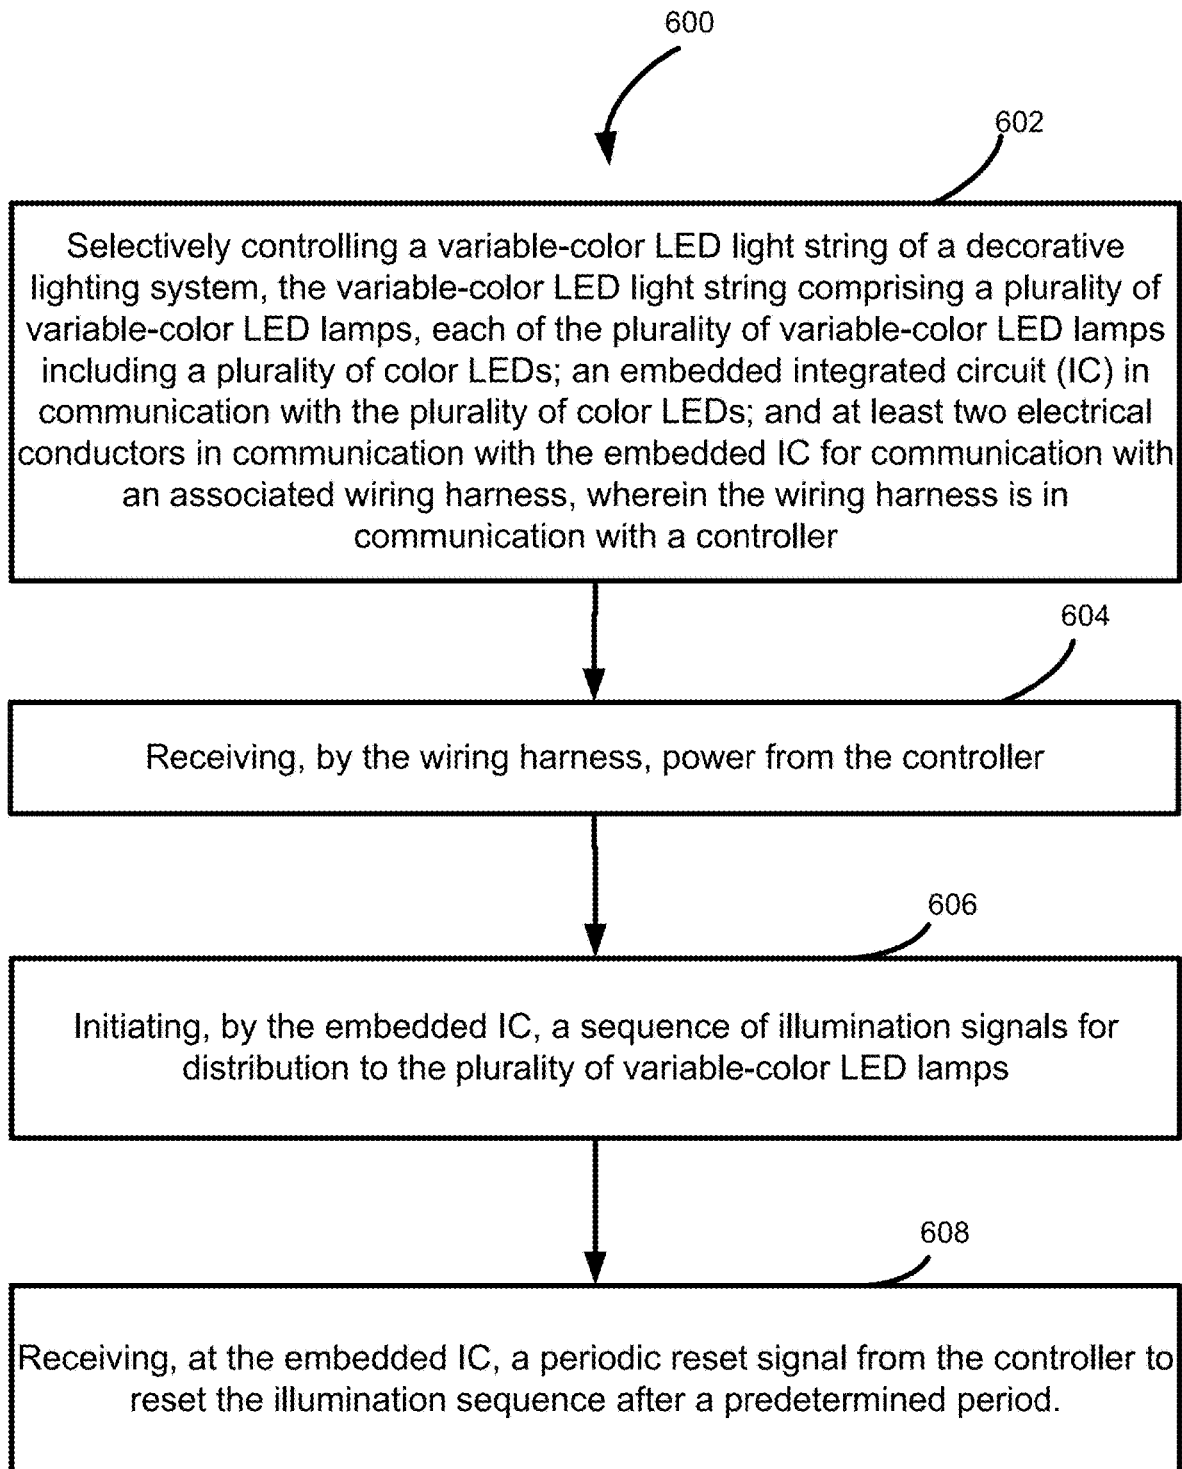 600
602
Selectively controlling a variable-color LED light string of a decorative
lighting system, the variable-color LED light string comprising a plurality of
variable-color LED lamps, each of the plurality of variable-color LED lamps
including a plurality of color LEDs; an embedded integrated circuit (IC) in
communication with the plurality of color LEDs; and at least two electrical
conductors in communication with the embedded IC for communication with
an associated wiring harness, wherein the wiring harness is in
communication with a controller
604
Receiving, by the wiring harness, power from the controller
606
Initiating, by the embedded IC, a sequence of illumination signals for
distribution to the plurality of variable-color LED lamps
608
Receiving, at the embedded IC, a periodic reset signal from the controller to
reset the illumination sequence after a predetermined period.